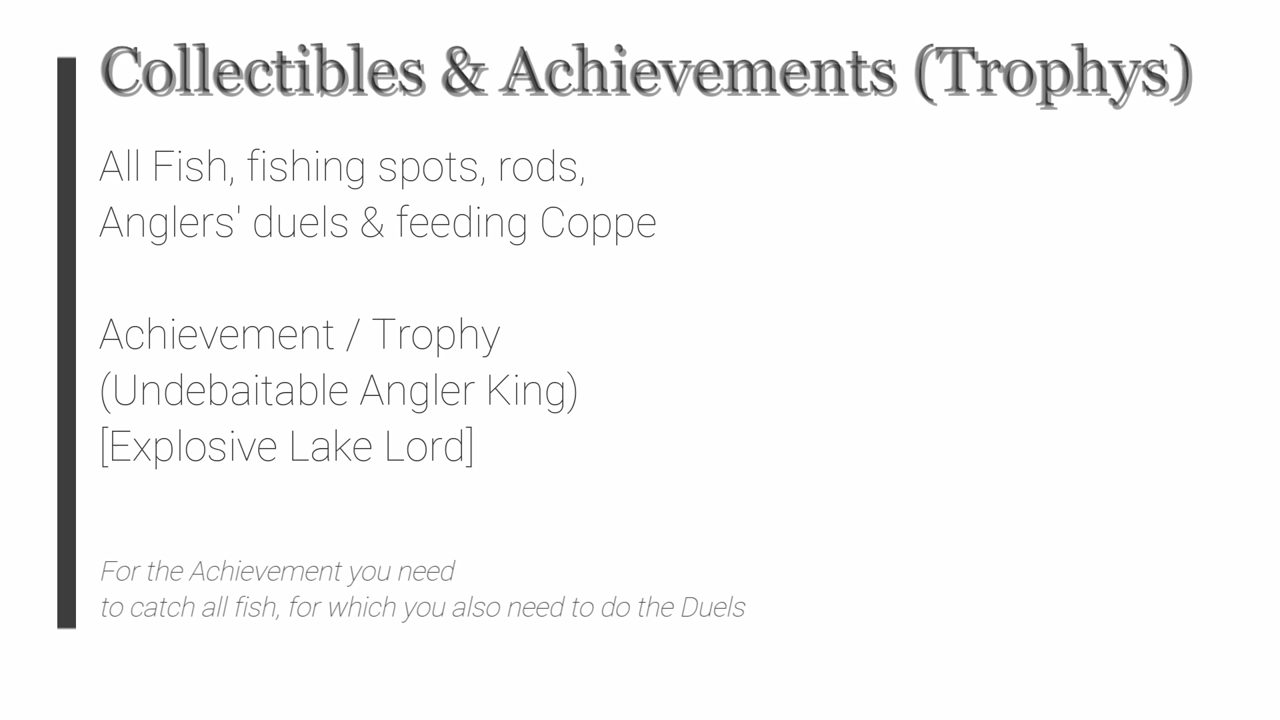 Collectibles & Achievements (Trophys)
All Fish, fishing spots, rods,
Anglers' duels & feeding Coppe
Achievement / Trophy
(Undebaitable Angler King)
[Explosive Lake Lord]
For the Achievement you need
to catch all fish, for which you also need to do the Duels